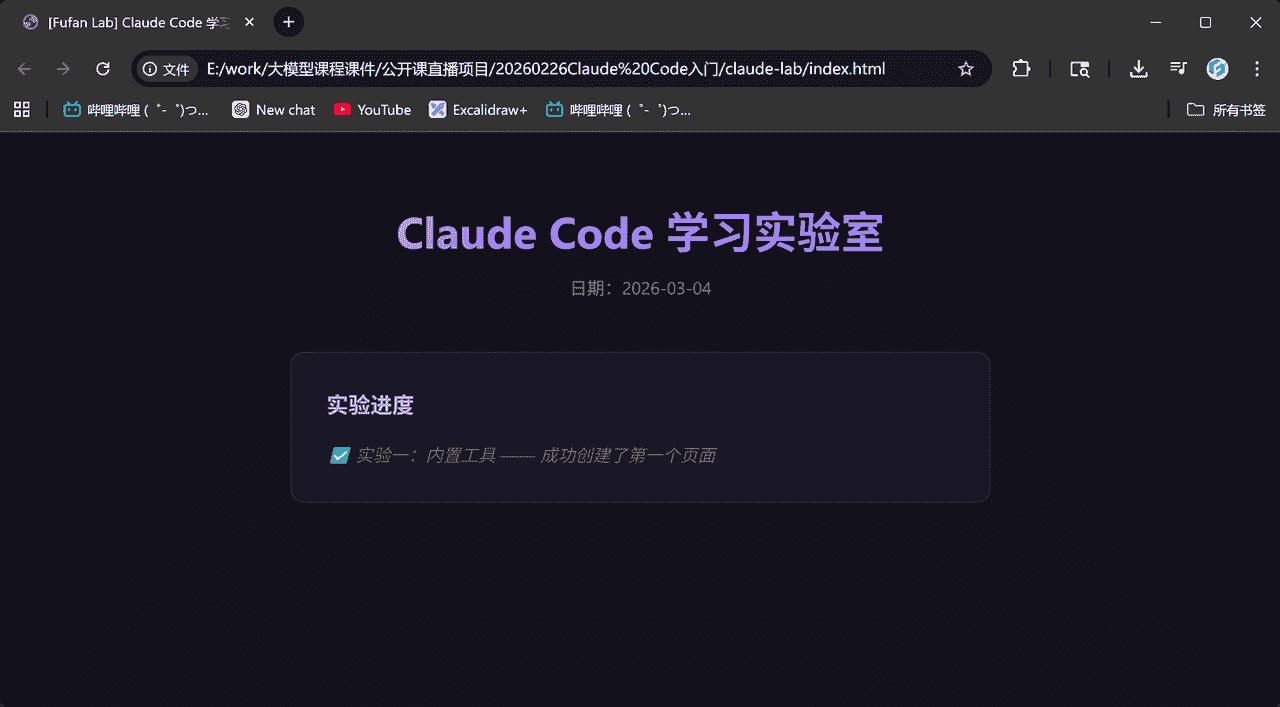 [Fufan Lab] Claude Code 学习
文件 E:/work/大模型课程课件/公开课直播项目/20260226Claude%20Code入门/claude-lab/index.html
哔哩哔哩 ( ゜- ゜)つ... New chat YouTube Excalidraw+ 哔哩哔哩 ( ゜- ゜)つ... 所有书签
Claude Code 学习实验室
日期：2026-03-04
实验进度
✅ 实验一：内置工具 —— 成功创建了第一个页面